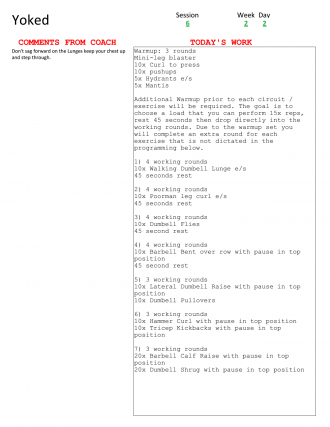 Yoked
Session
Week Day
6
2 2
COMMENTS FROM COACH
TODAY'S WORK
Don't sag forward on the Lunges keep your chest up
and step through.
Warmup: 3 rounds
Mini-leg blaster
10x Curl to press
10x pushups
5x Hydrants e/s
5x Mantis
Additional Warmup prior to each circuit /
exercise will be required. The goal is to
choose a load that you can perform 15x reps,
rest 45 seconds then drop directly into the
working rounds. Due to the warmup set you
will complete an extra round for each
exercise that is not dictated in the
programming below.
1) 4 working rounds
10x Walking Dumbell Lunge e/s
45 seconds rest
2) 4 working rounds
10x Poorman leg curl e/s
45 seconds rest
3) 4 working rounds
10x Dumbell Flies
45 seconds rest
4) 4 working rounds
10x Barbell Bent over row with pause in top
position
45 second rest
5) 3 working rounds
10x Lateral Dumbell Raise with pause in top
position
10x Dumbell Pullovers
6) 3 working rounds
10x Hammer Curl with pause in top position
10x Tricep Kickbacks with pause in top
position
7) 3 working rounds
20x Barbell Calf Raise with pause in top
position
20x Dumbell Shrug with pause in top position